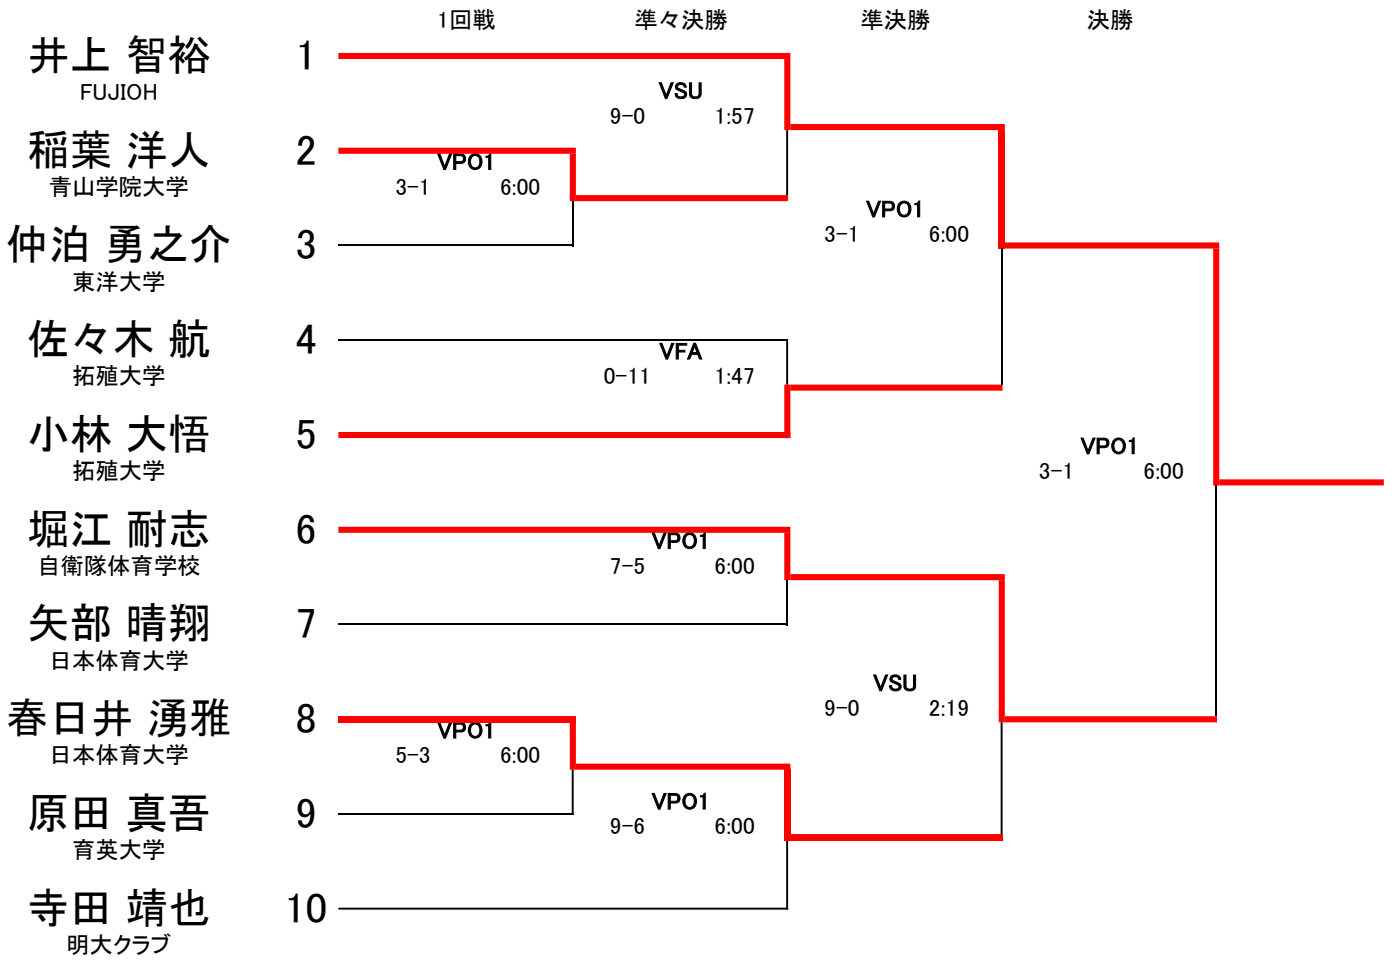 1回戦 準々決勝 準決勝 決勝
井上 智裕 1
FUJIOH
VSU
9-0 1:57
稲葉 洋人 2
青山学院大学
VPO1
3-1 6:00
仲泊 勇之介 3
東洋大学
VPO1
3-1 6:00
佐々木 航 4
拓殖大学
VFA
0-11 1:47
小林 大悟 5
拓殖大学
VPO1
3-1 6:00
堀江 耐志 6
自衛隊体育学校
VPO1
7-5 6:00
矢部 晴翔 7
日本体育大学
VSU
9-0 2:19
春日井 湧雅 8
日本体育大学
VPO1
5-3 6:00
原田 真吾 9
育英大学
VPO1
9-6 6:00
寺田 靖也 10
明大クラブ